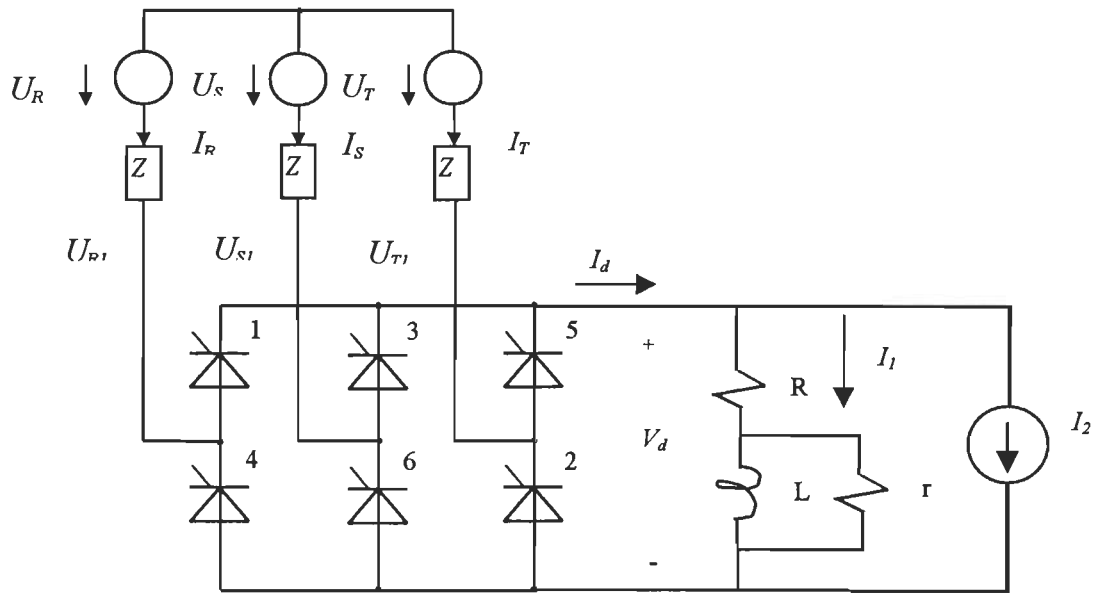 U_R U_S U_T
I_R I_S I_T
Z Z Z
U_R1 U_S1 U_T1
I_d
1 3 5
+
R
I_1
V_d
I_2
4 6 2
L r
-